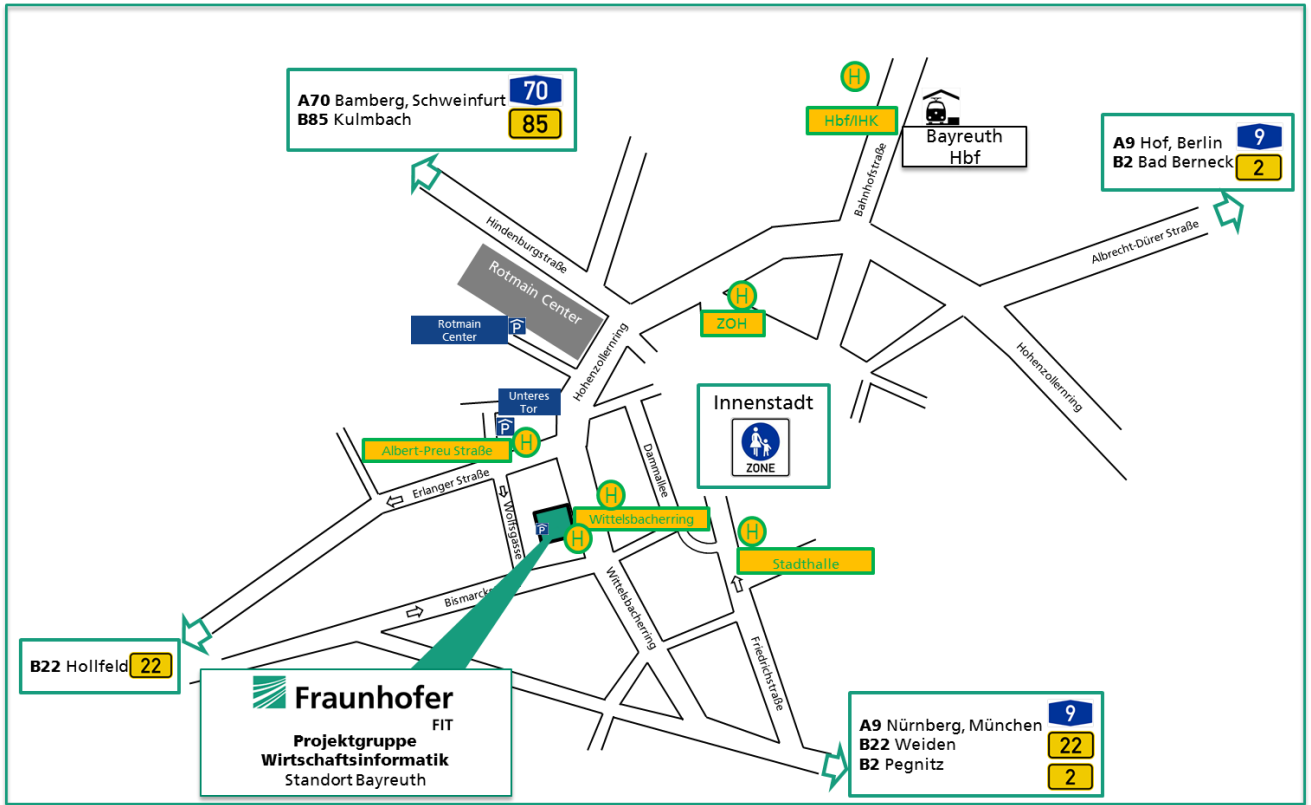 A70 Bamberg, Schweinfurt
B85 Kulmbach
70
85
H
Hbf/IHK
Bayreuth
Hbf
Bahnhofstraße
A9 Hof, Berlin
B2 Bad Berneck
9
2
Albrecht-Dürer Straße
Hindenburgstraße
Rotmain Center
Rotmain
Center
P
Hohenzollernring
H
ZOH
Hohenzollernring
Unteres
Tor
P
Albert-Preu Straße
H
Innenstadt
ZONE
Dammallee
Erlanger Straße
Wolfsgasse
P
H
Wittelsbacherring
H
H
Stadthalle
Wittelsbacherring
Friedrichstraße
B22 Hollfeld
22
Fraunhofer
FIT
Projektgruppe
Wirtschaftsinformatik
Standort Bayreuth
A9 Nürnberg, München
B22 Weiden
B2 Pegnitz
9
22
2